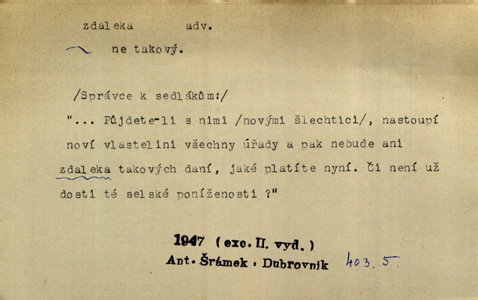 zdaleka adv.
ne takový.
/Správce k sedlákům:/
"... Půjdete-li s nimi /novými šlechtici/, nastoupí
noví vlastelini všechny úřady a pak nebude ani
zdaleka takových daní, jaké platíte nyní. Či není už
dosti té selské poníženosti ?"
1947 (exc. II. vyd.)
Ant. Šrámek, Dubrovník 403.5.